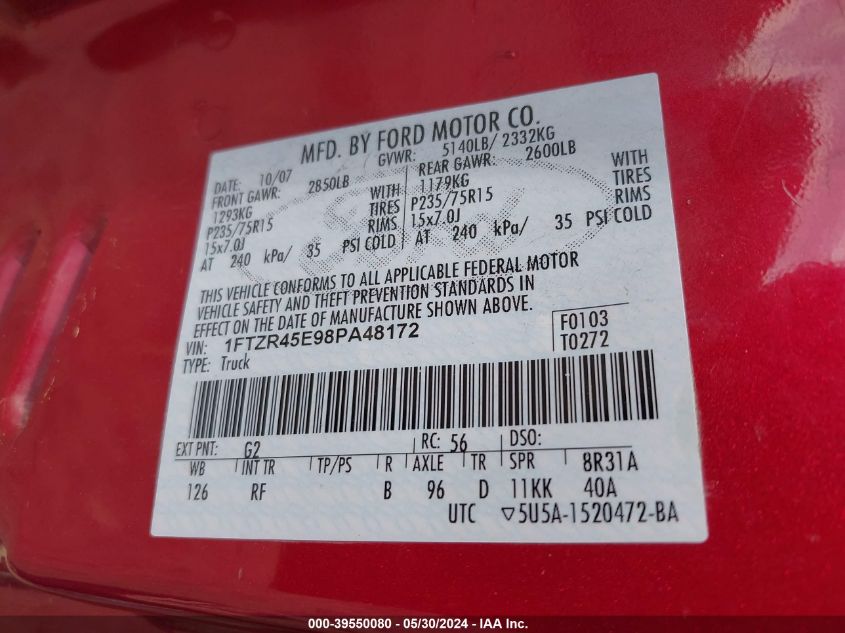 MFD. BY FORD MOTOR CO.
DATE: 10/07 GVWR: 5140LB/ 2332KG
FRONT GAWR: 2850LB REAR GAWR: 2600LB
1293KG WITH 1179KG WITH
P235/75R15 TIRES P235/75R15 TIRES
15x7.0J RIMS 15x7.0J RIMS
AT 240 kPa/ 35 PSI COLD AT 240 kPa/ 35 PSI COLD
THIS VEHICLE CONFORMS TO ALL APPLICABLE FEDERAL MOTOR
VEHICLE SAFETY AND THEFT PREVENTION STANDARDS IN
EFFECT ON THE DATE OF MANUFACTURE SHOWN ABOVE.
VIN: 1FTZR45E98PA48172 F0103
TYPE: Truck T0272
EXT PNT: G2 RC: 56 DSO:
WB INT TR TP/PS R AXLE TR SPR 8R31A
126 RF B 96 D 11KK 40A
UTC ▽5U5A-1520472-BA
000-39550080 - 05/30/2024 - IAA Inc.